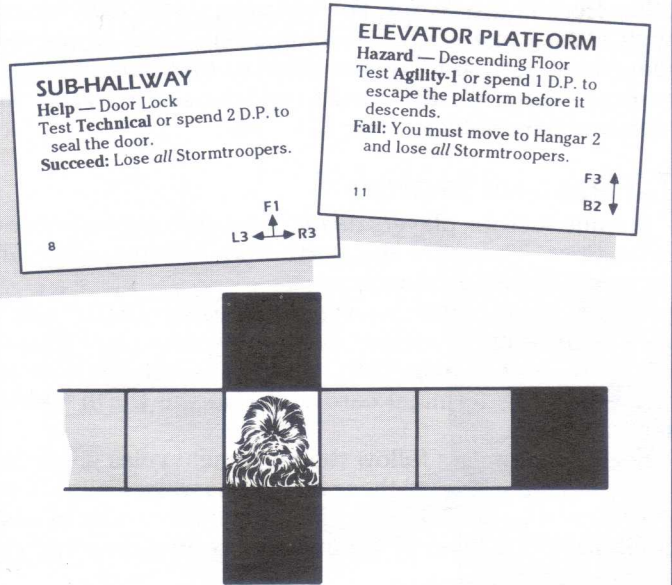 SUB-HALLWAY
Help — Door Lock
Test Technical or spend 2 D.P. to
seal the door.
Succeed: Lose all Stormtroopers.
F1
L3 R3
8
ELEVATOR PLATFORM
Hazard — Descending Floor
Test Agility-1 or spend 1 D.P. to
escape the platform before it
descends.
Fail: You must move to Hangar 2
and lose all Stormtroopers.
F3
11
B2